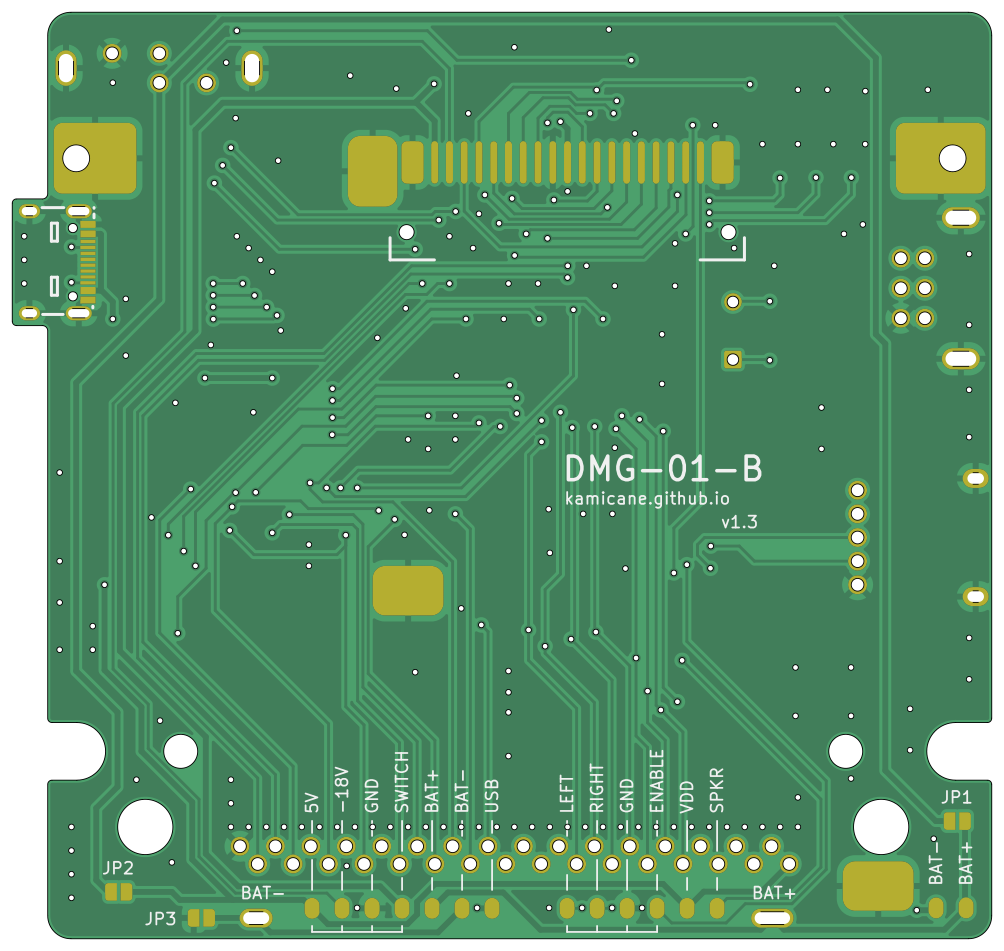 DMG-01-B
kamicane.github.io
v1.3
5V
-18V
GND
SWITCH
BAT+
BAT-
USB
LEFT
RIGHT
GND
ENABLE
VDD
SPKR
JP1
BAT-
BAT+
JP2
BAT-
BAT+
JP3